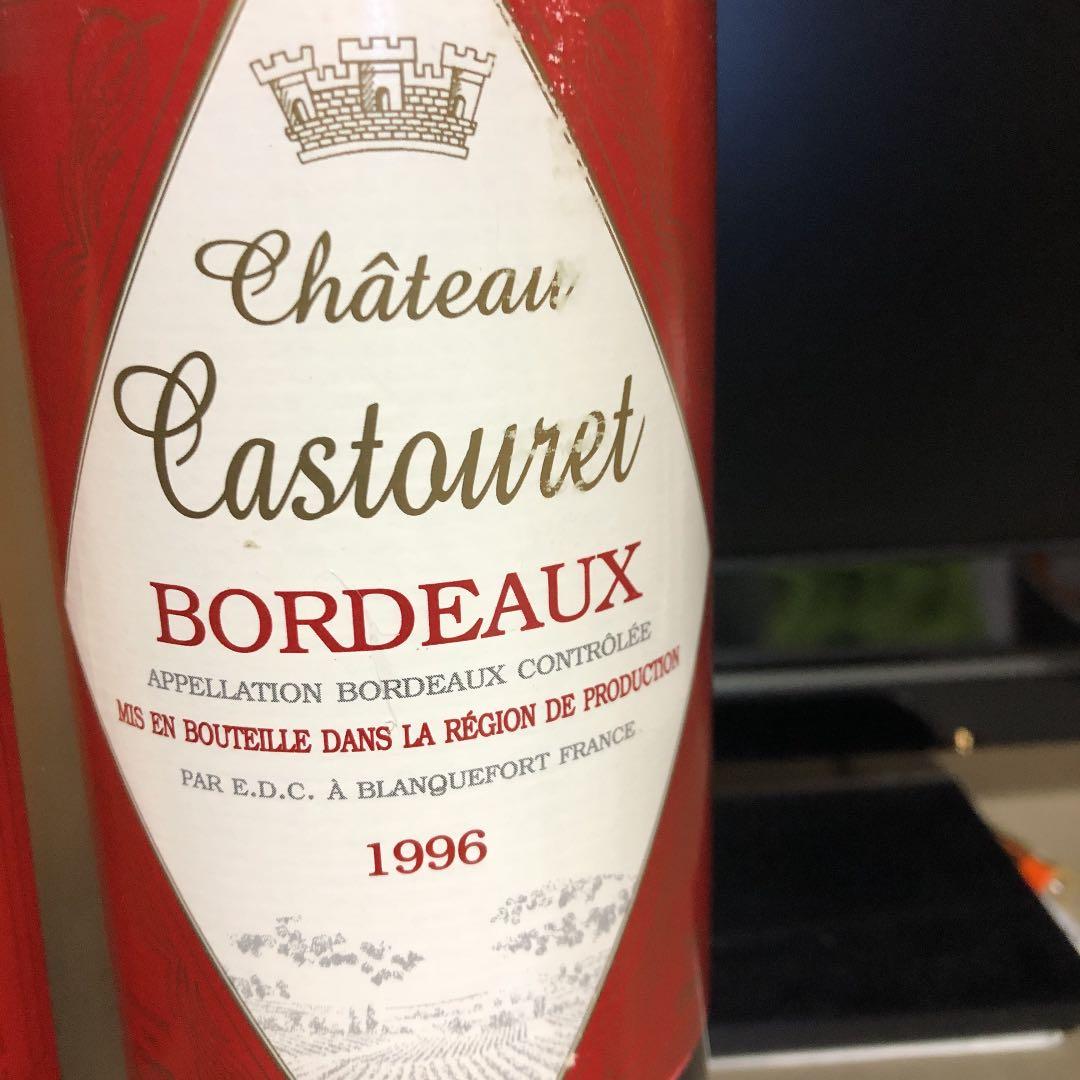 Château
Castouret
BORDEAUX
APPELLATION BORDEAUX CONTRÔLÉE
MIS EN BOUTEILLE DANS LA RÉGION DE PRODUCTION
PAR E.D.C. À BLANQUEFORT FRANCE
1996